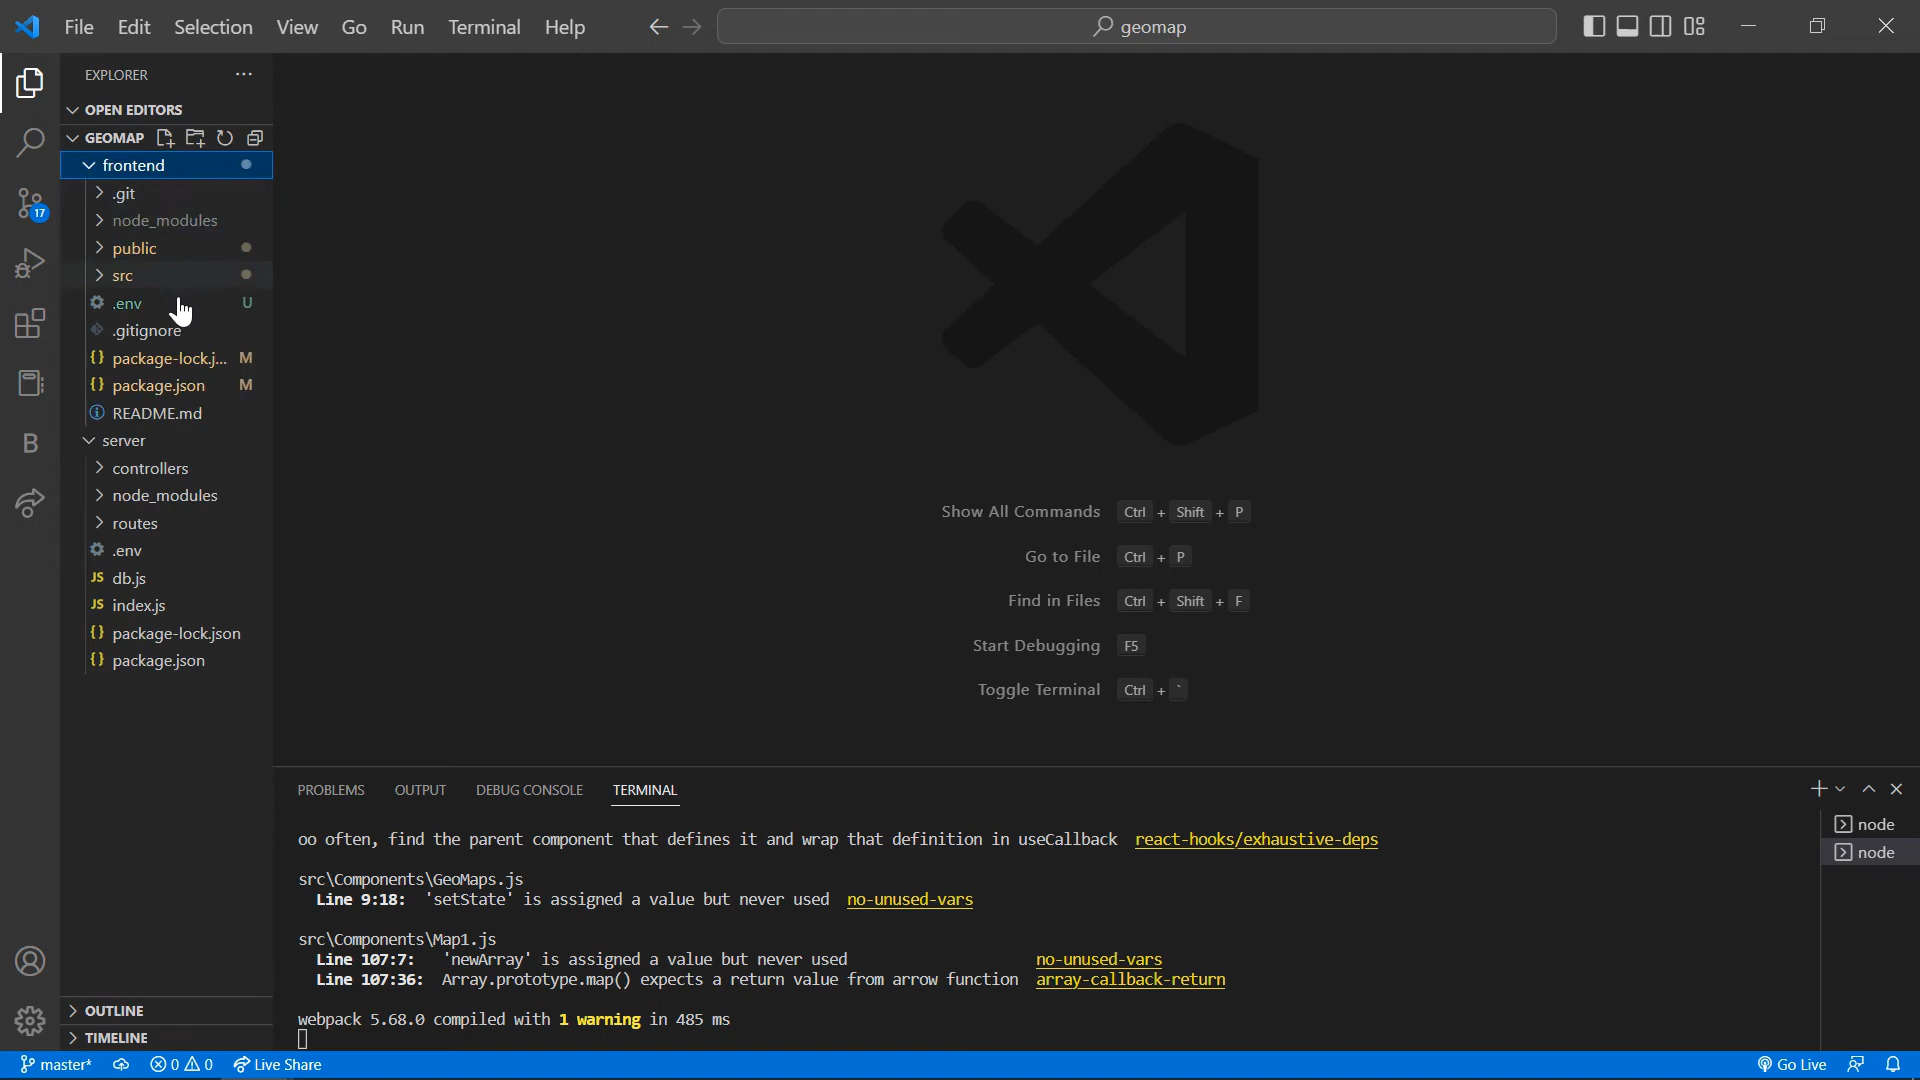 File Edit Selection View Go Run Terminal Help geomap
EXPLORER
OPEN EDITORS
GEOMAP
frontend
.git
node_modules
public
src
.env U
.gitignore
package-lock.j... M
package.json M
README.md
server
controllers
node_modules
routes
.env
JS db.js
JS index.js
package-lock.json
package.json
OUTLINE
TIMELINE
17
B
Show All Commands Ctrl + Shift + P
Go to File Ctrl + P
Find in Files Ctrl + Shift + F
Start Debugging F5
Toggle Terminal Ctrl + `
PROBLEMS OUTPUT DEBUG CONSOLE TERMINAL
oo often, find the parent component that defines it and wrap that definition in useCallback react-hooks/exhaustive-deps
src\Components\GeoMaps.js
Line 9:18: 'setState' is assigned a value but never used no-unused-vars
src\Components\Map1.js
Line 107:7: 'newArray' is assigned a value but never used no-unused-vars
Line 107:36: Array.prototype.map() expects a return value from arrow function array-callback-return
webpack 5.68.0 compiled with 1 warning in 485 ms
node
node
master* 0 0 Live Share Go Live